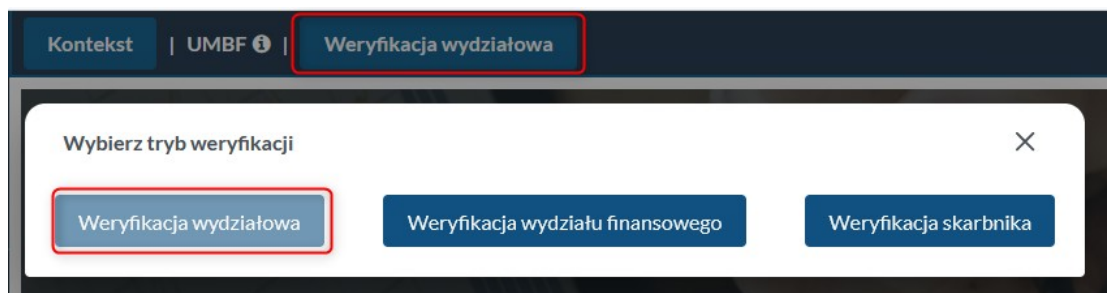 Kontekst | UMBF | Weryfikacja wydziałowa
Wybierz tryb weryfikacji
Weryfikacja wydziałowa Weryfikacja wydziału finansowego Weryfikacja skarbnika